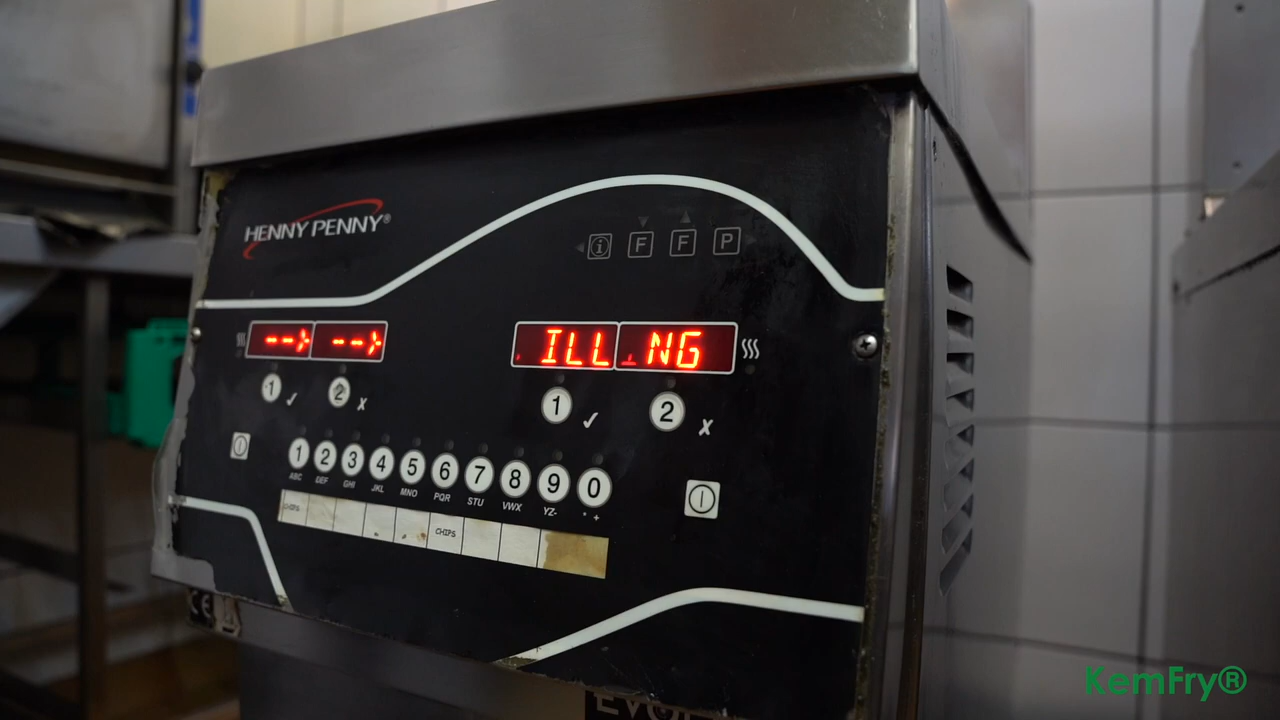 HENNY PENNY®
i F F P
--> --> ILL NG
1 ✓ 2 ✗ 1 ✓ 2 ✗
1 2 3 4 5 6 7 8 9 0
ABC DEF GHI JKL MNO PQR STU VWX YZ- * +
CHIPS CHIPS
CE
KemFry®